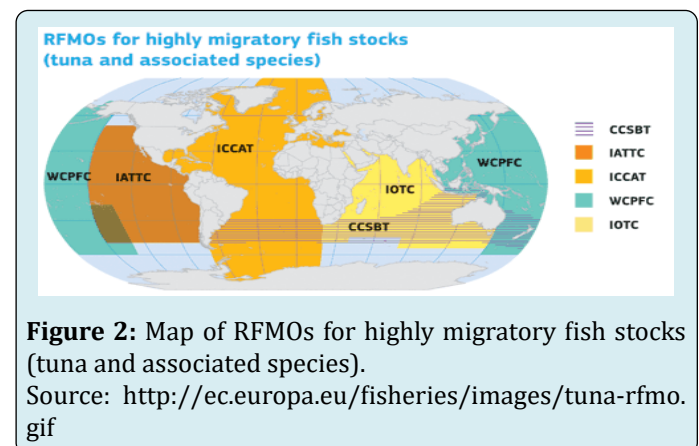 RFMOs for highly migratory fish stocks
(tuna and associated species)
WCPFC
IATTC
ICCAT
IOTC
CCSBT
WCPFC
CCSBT
IATTC
ICCAT
WCPFC
IOTC
Figure 2: Map of RFMOs for highly migratory fish stocks
(tuna and associated species).
Source: http://ec.europa.eu/fisheries/images/tuna-rfmo.
gif